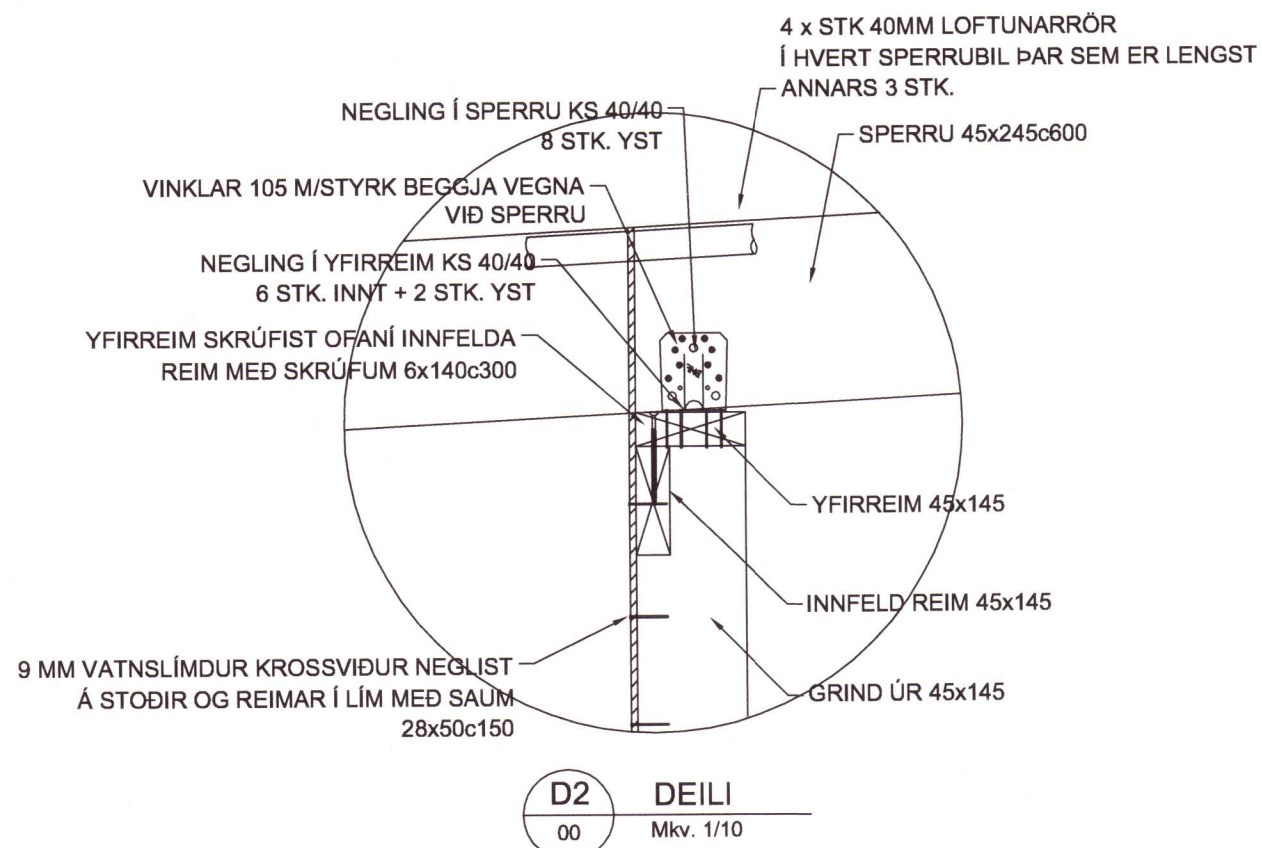 4 x STK 40MM LOFTUNARRÖR
Í HVERT SPERRUBIL ÞAR SEM ER LENGST
ANNARS 3 STK.
NEGLING Í SPERRU KS 40/40
8 STK. YST
SPERRU 45x245c600
VINKLAR 105 M/STYRK BEGGJA VEGNA
VIÐ SPERRU
NEGLING Í YFIRREIM KS 40/40
6 STK. INNT + 2 STK. YST
YFIRREIM SKRÚFIST OFANÍ INNFELDA
REIM MEÐ SKRÚFUM 6x140c300
YFIRREIM 45x145
INNFELD REIM 45x145
9 MM VATNSLÍMDUR KROSSVIÐUR NEGLIST
Á STOÐIR OG REIMAR Í LÍM MEÐ SAUM
28x50c150
GRIND ÚR 45x145
D2 DEILI
00 Mkv. 1/10